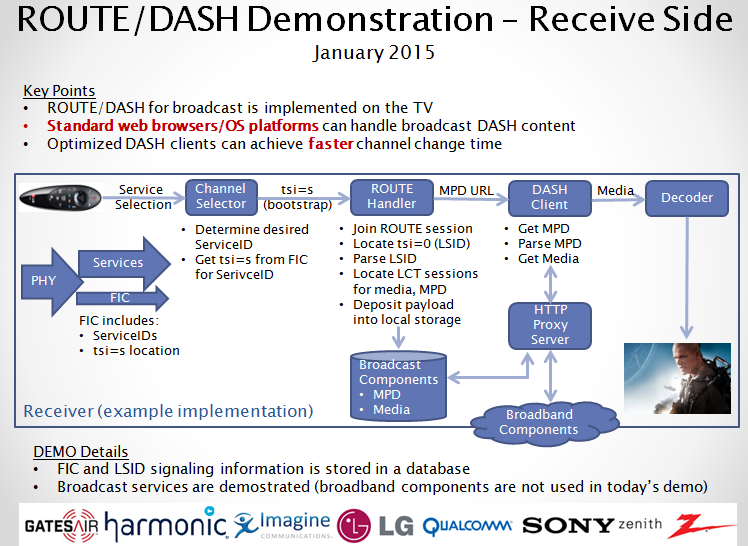 ROUTE/DASH Demonstration – Receive Side
January 2015
Key Points
• ROUTE/DASH for broadcast is implemented on the TV
• Standard web browsers/OS platforms can handle broadcast DASH content
• Optimized DASH clients can achieve faster channel change time
Service
Selection
Channel
Selector
tsi=s
(bootstrap)
ROUTE
Handler
MPD URL
DASH
Client
Media
Decoder
• Determine desired
ServiceID
• Get tsi=s from FIC
for SerivceID
• Join ROUTE session
• Locate tsi=0 (LSID)
• Parse LSID
• Locate LCT sessions
for media, MPD
• Deposit payload
into local storage
• Get MPD
• Parse MPD
• Get Media
PHY
Services
FIC
FIC includes:
• ServiceIDs
• tsi=s location
HTTP
Proxy
Server
Broadcast
Components
• MPD
• Media
Broadband
Components
Receiver (example implementation)
DEMO Details
• FIC and LSID signaling information is stored in a database
• Broadcast services are demostrated (broadband components are not used in today's demo)
GATESAIR
harmonic
Imagine
COMMUNICATIONS
LG
QUALCOMM
SONY
zenith